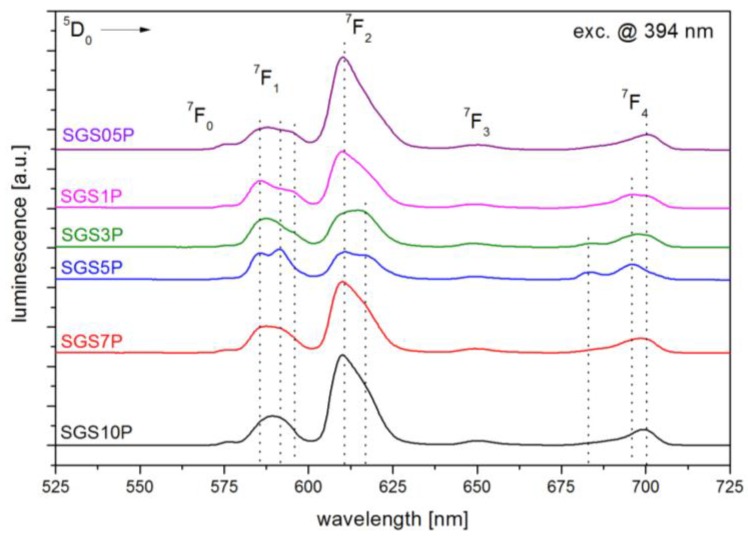 ⁵D₀
exc. @ 394 nm
⁷F₀
⁷F₁
⁷F₂
⁷F₃
⁷F₄
SGS05P
SGS1P
SGS3P
SGS5P
SGS7P
SGS10P
luminescence [a.u.]
525 550 575 600 625 650 675 700 725
wavelength [nm]